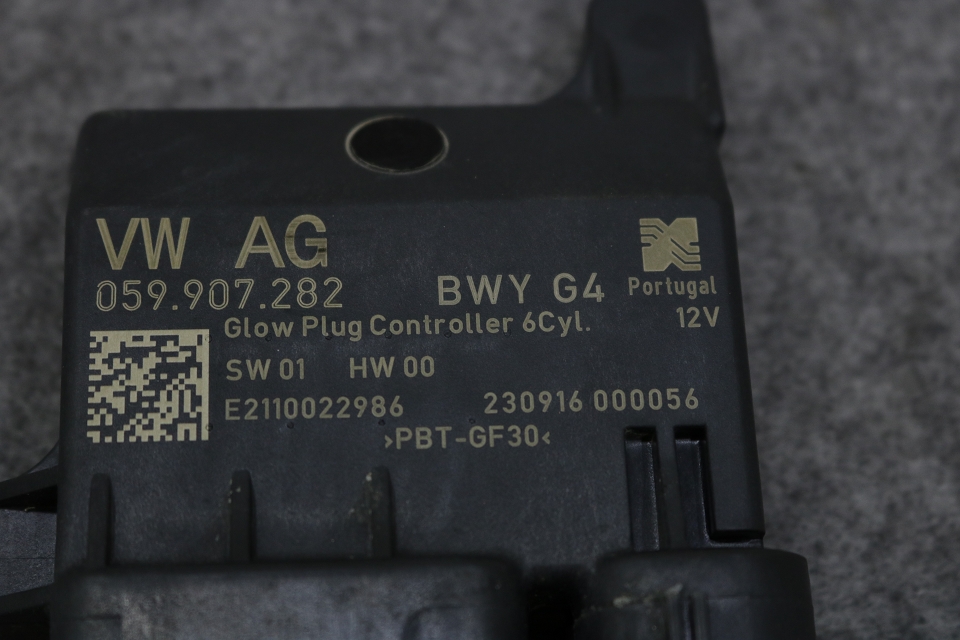 VW AG
059.907.282 BWY G4 Portugal
Glow Plug Controller 6Cyl. 12V
SW 01 HW 00
E2110022986 230916 000056
>PBT-GF30<